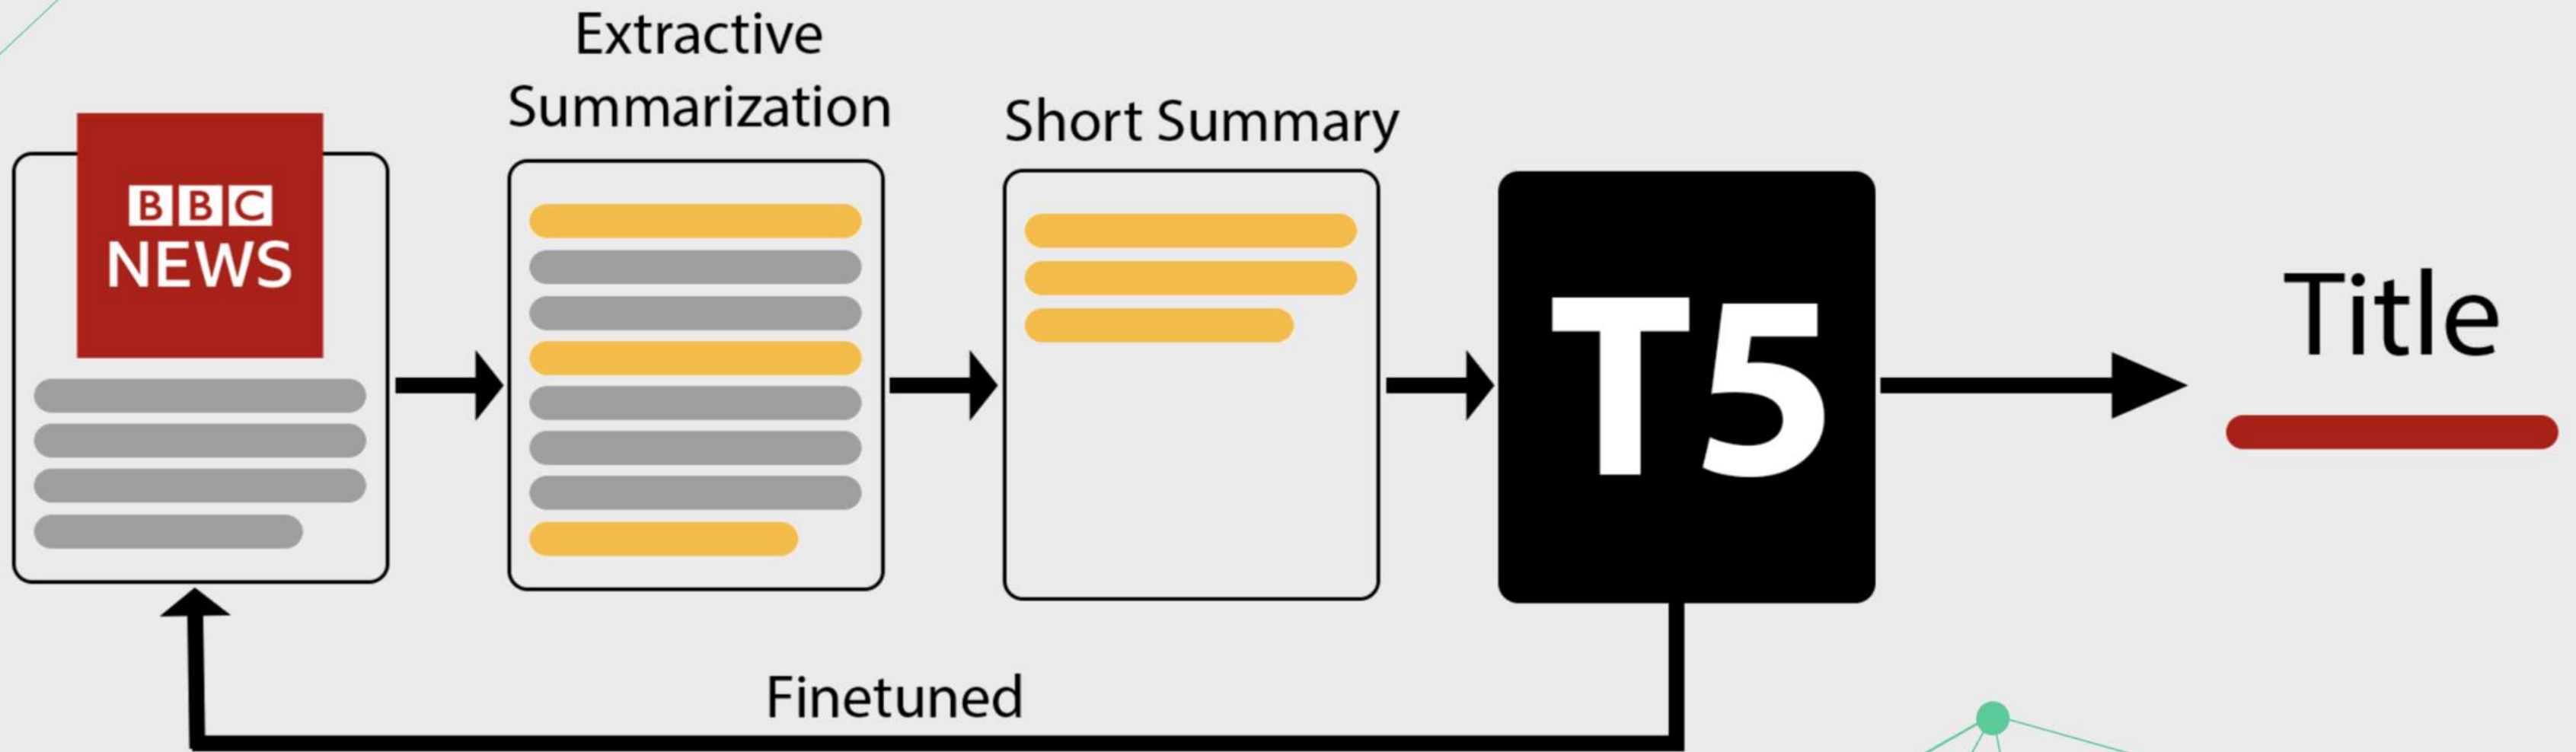 Extractive
Summarization
Short Summary
BBC
NEWS
T5
Title
Finetuned